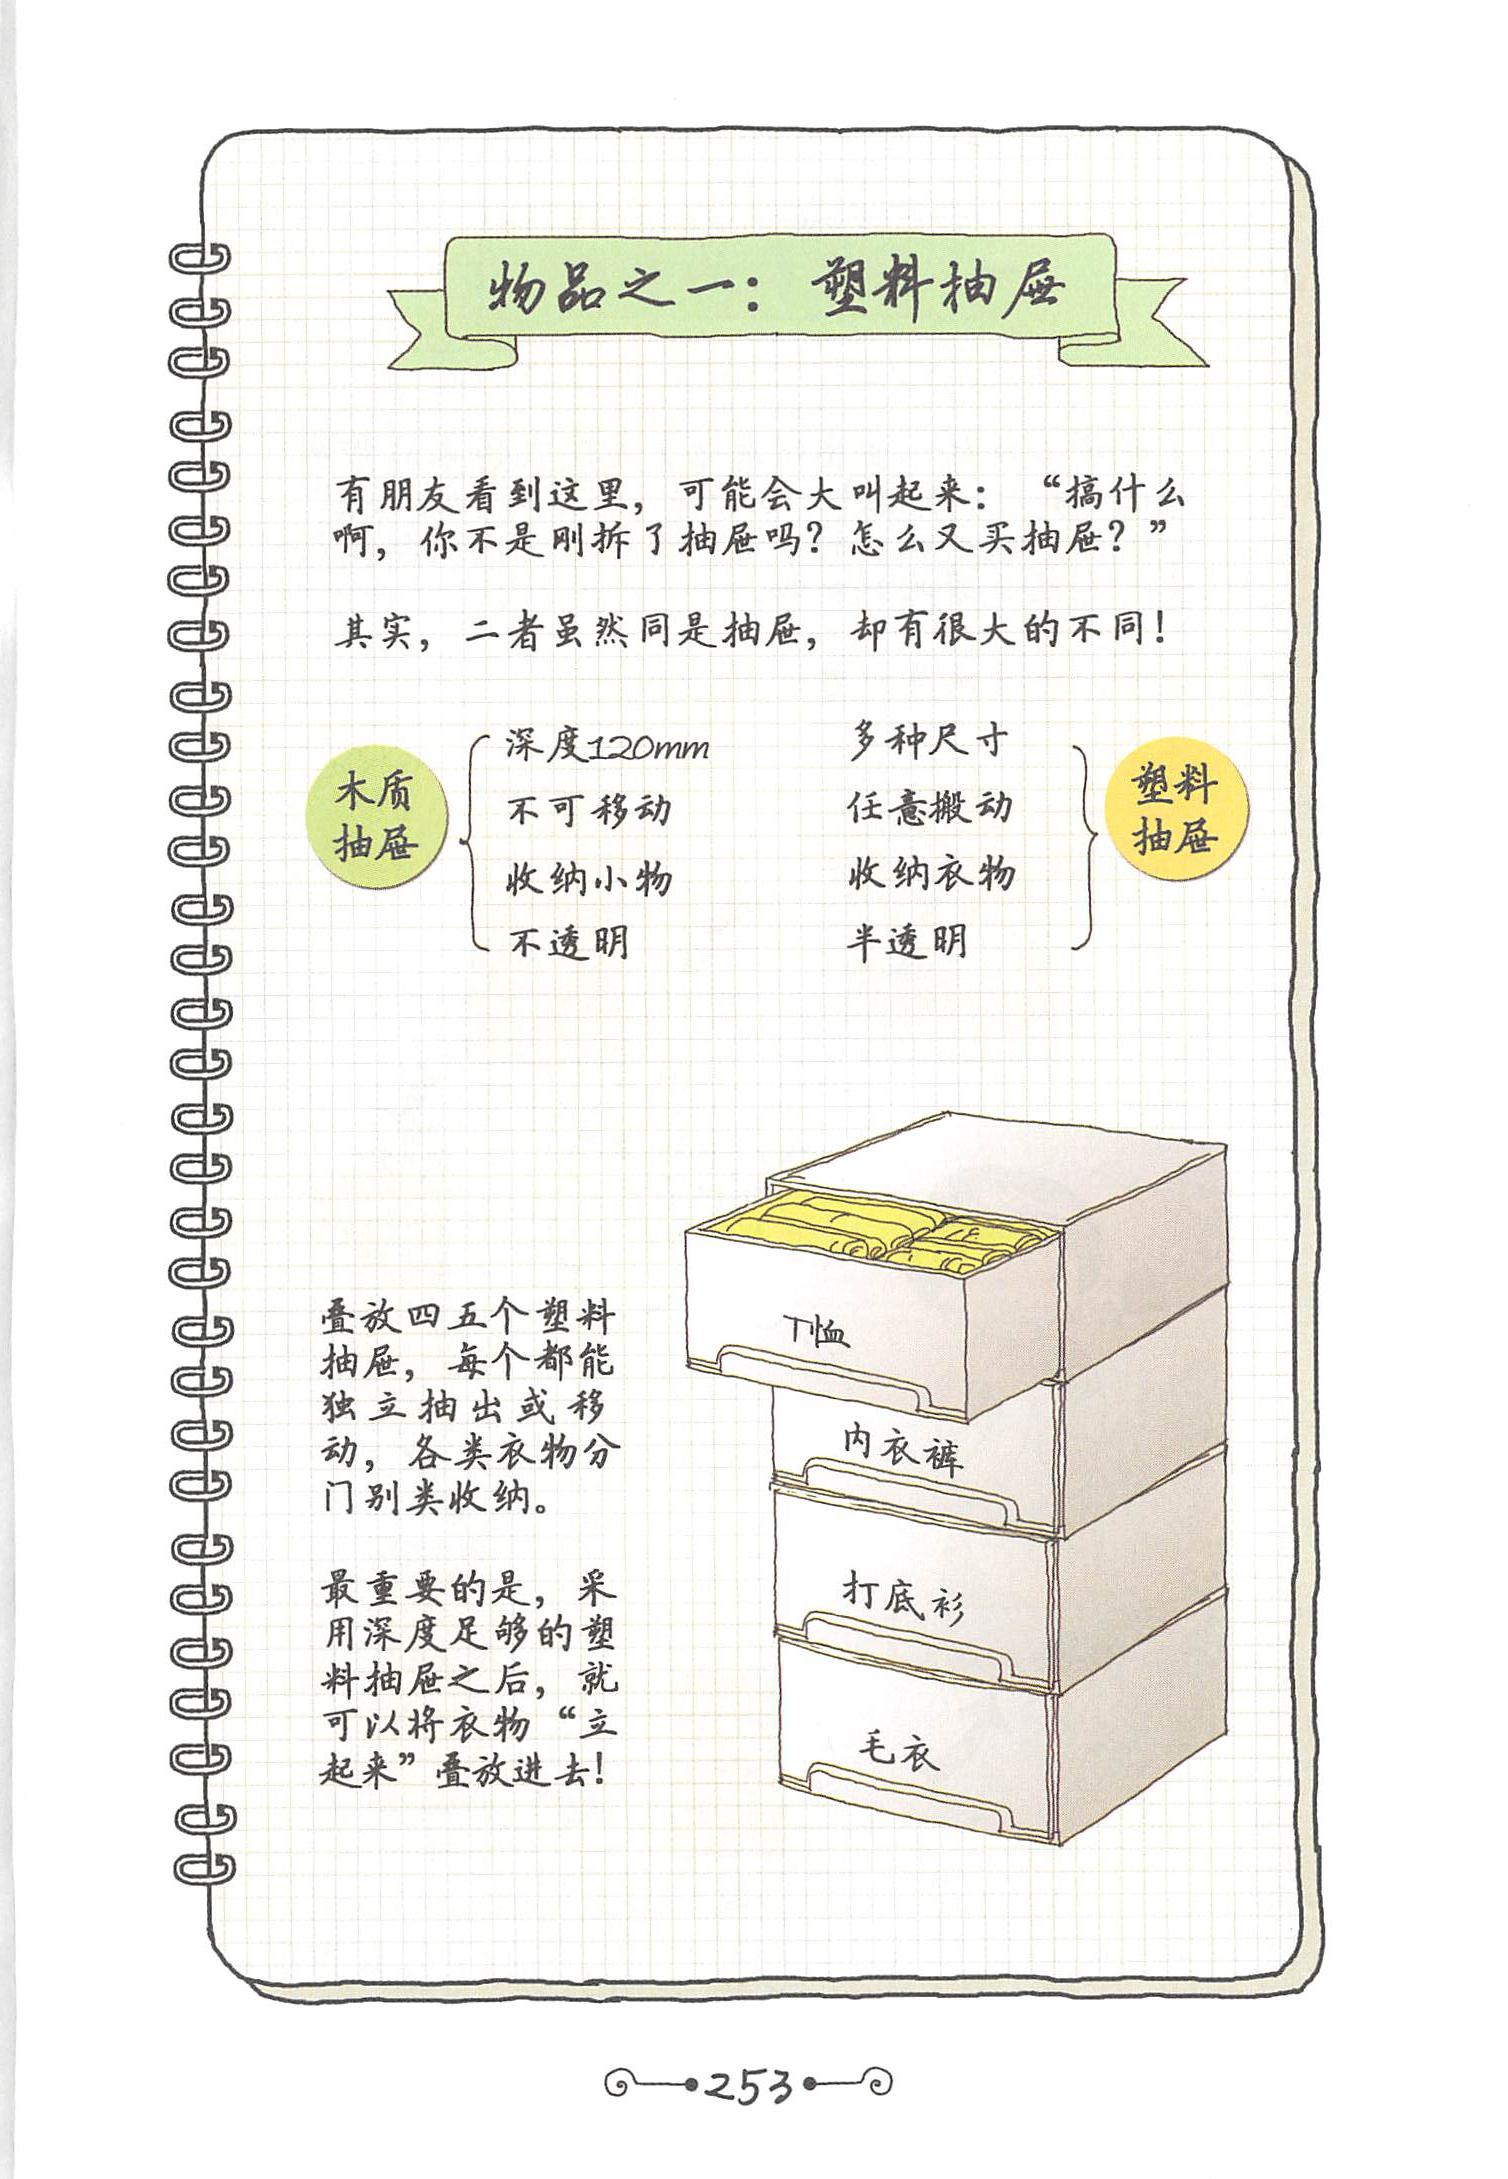 物品之一：塑料抽屉
有朋友看到这里，可能会大叫起来：“搞什么
啊，你不是刚拆了抽屉吗？怎么又买抽屉？”
其实，二者虽然同是抽屉，却有很大的不同！
木质
抽屉
深度120mm
不可移动
收纳小物
不透明
多种尺寸
任意搬动
收纳衣物
半透明
塑料
抽屉
叠放四五个塑料
抽屉，每个都能
独立抽出或移
动，各类衣物分
门别类收纳。
最重要的是，采
用深度足够的塑
料抽屉之后，就
可以将衣物“立
起来”叠放进去！
T恤
内衣裤
打底衫
毛衣
253